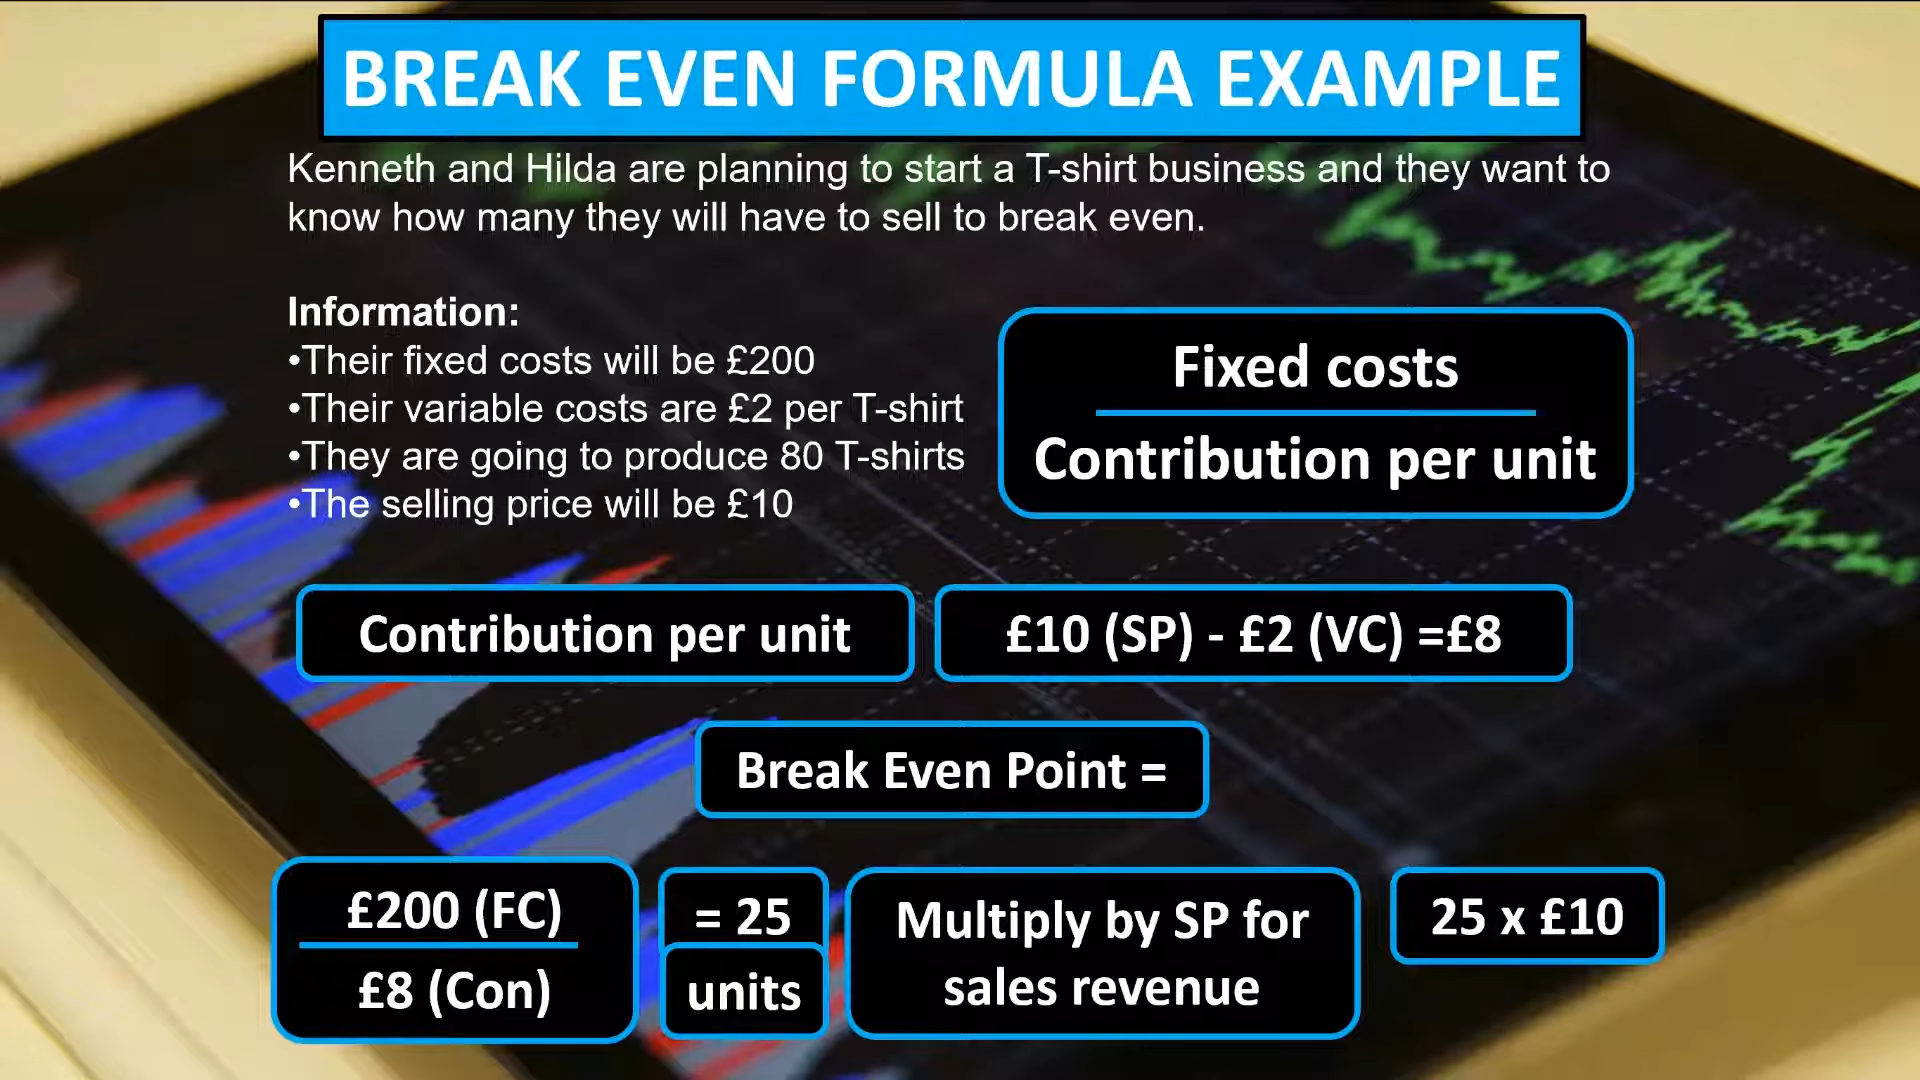 BREAK EVEN FORMULA EXAMPLE
Kenneth and Hilda are planning to start a T-shirt business and they want to
know how many they will have to sell to break even.
Information:
•Their fixed costs will be £200
•Their variable costs are £2 per T-shirt
•They are going to produce 80 T-shirts
•The selling price will be £10
Fixed costs
Contribution per unit
Contribution per unit
£10 (SP) - £2 (VC) =£8
Break Even Point =
£200 (FC)
£8 (Con)
= 25
units
Multiply by SP for
sales revenue
25 x £10